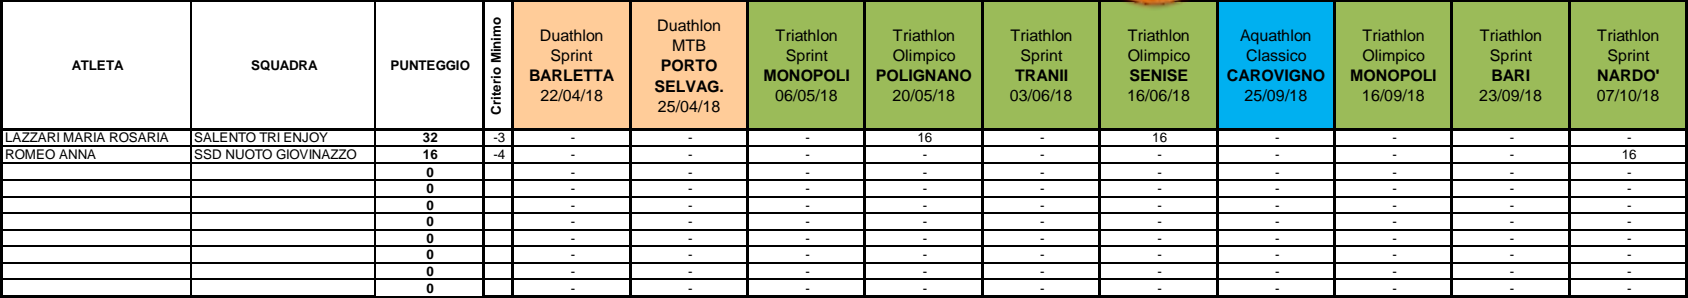 ATLETA SQUADRA PUNTEGGIO Criterio Minimo
Duathlon
Sprint
BARLETTA
22/04/18
Duathlon
MTB
PORTO
SELVAG.
25/04/18
Triathlon
Sprint
MONOPOLI
06/05/18
Triathlon
Olimpico
POLIGNANO
20/05/18
Triathlon
Sprint
TRANII
03/06/18
Triathlon
Olimpico
SENISE
16/06/18
Aquathlon
Classico
CAROVIGNO
25/09/18
Triathlon
Olimpico
MONOPOLI
16/09/18
Triathlon
Sprint
BARI
23/09/18
Triathlon
Sprint
NARDO'
07/10/18
LAZZARI MARIA ROSARIA SALENTO TRI ENJOY 32 -3 - - - 16 - 16 - - - -
ROMEO ANNA SSD NUOTO GIOVINAZZO 16 -4 - - - - - - - - - 16
0 - - - - - - - - - -
0 - - - - - - - - - -
0 - - - - - - - - - -
0 - - - - - - - - - -
0 - - - - - - - - - -
0 - - - - - - - - - -
0 - - - - - - - - - -
0 - - - - - - - - - -